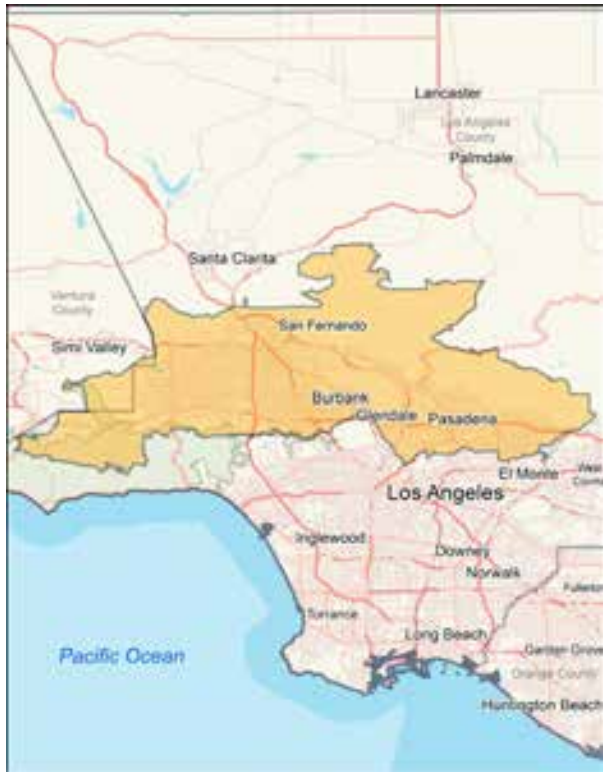 Lancaster
Los Angeles
County
Palmdale
Santa Clarita
Ventura
County
San Fernando
Simi Valley
Burbank
Glendale
Pasadena
El Monte
West
Los Angeles
Inglewood
Downey
Norwalk
Fullerton
Torrance
Long Beach
Garden Grove
Pacific Ocean
Orange County
Huntington Beach